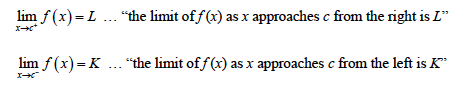 lim f(x) = L … “the limit of f(x) as x approaches c from the right is L”
x→c⁺
lim f(x) = K … “the limit of f(x) as x approaches c from the left is K”
x→c⁻